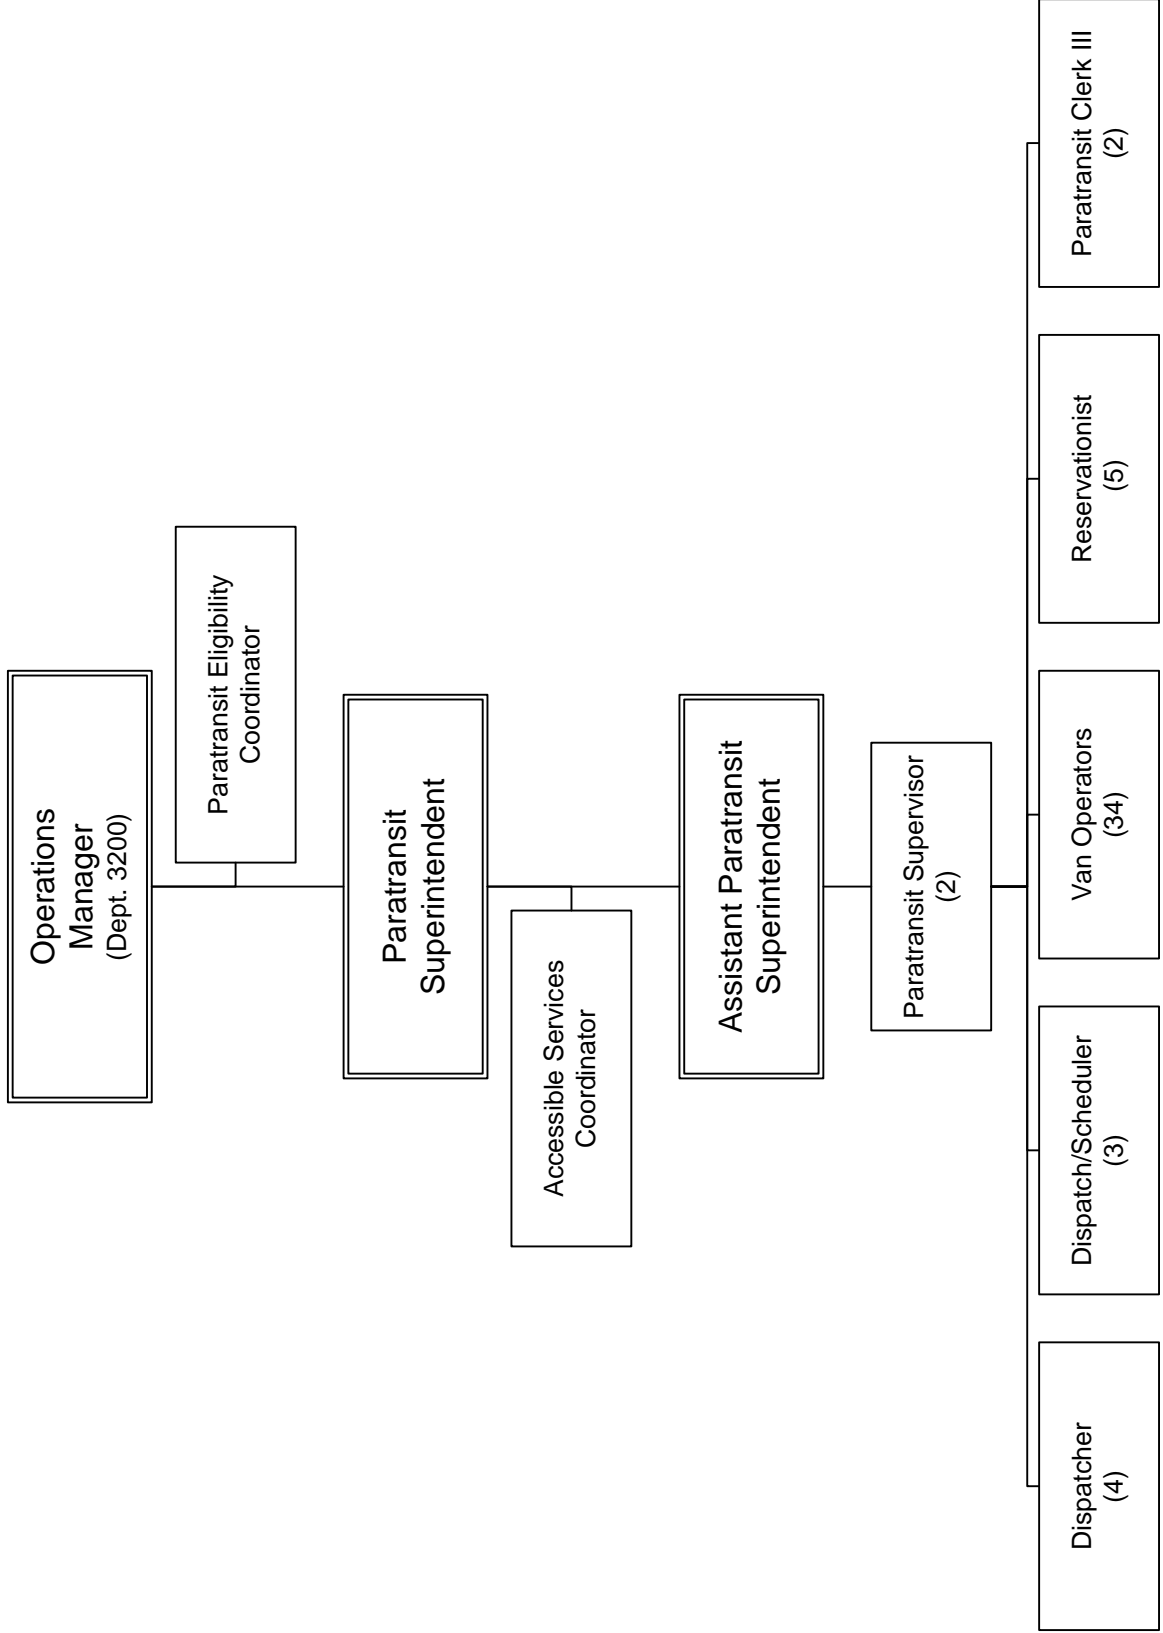 Operations
Manager
(Dept. 3200)
Paratransit Eligibility
Coordinator
Paratransit
Superintendent
Accessible Services
Coordinator
Assistant Paratransit
Superintendent
Paratransit Supervisor
(2)
Dispatcher
(4)
Dispatch/Scheduler
(3)
Van Operators
(34)
Reservationist
(5)
Paratransit Clerk III
(2)